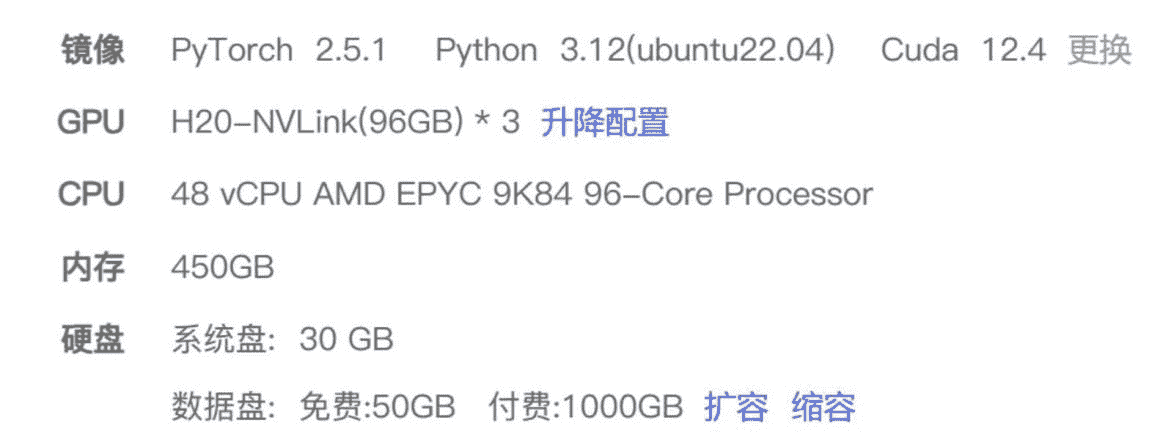 镜像 PyTorch 2.5.1 Python 3.12(ubuntu22.04) Cuda 12.4 更换
GPU H20-NVLink(96GB) * 3 升降配置
CPU 48 vCPU AMD EPYC 9K84 96-Core Processor
内存 450GB
硬盘 系统盘: 30 GB
数据盘: 免费:50GB 付费:1000GB 扩容 缩容